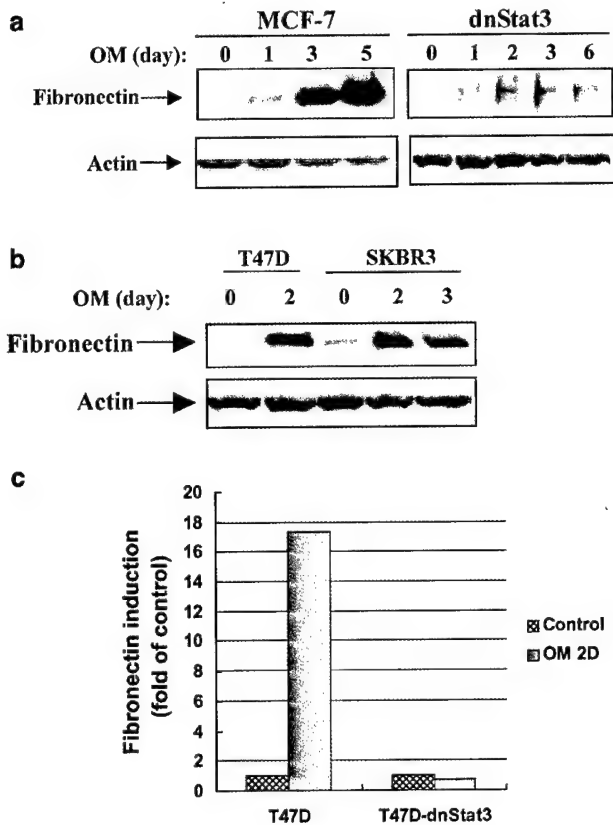 a
MCF-7 dnStat3
OM (day): 0 1 3 5 0 1 2 3 6
Fibronectin
Actin
b
T47D SKBR3
OM (day): 0 2 0 2 3
Fibronectin
Actin
c
Fibronectin induction
(fold of control)
20
18
16
14
12
10
8
6
4
2
0
Control
OM 2D
T47D T47D-dnStat3